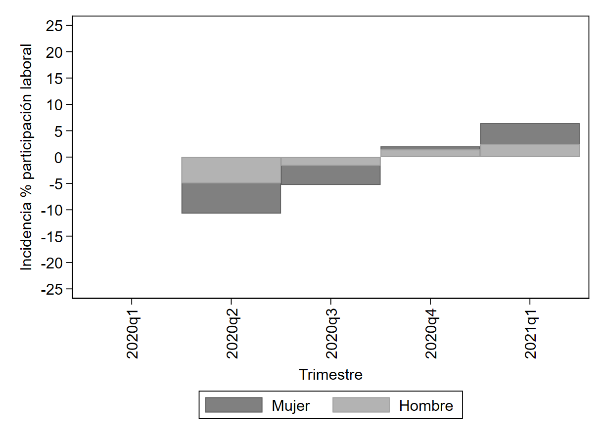 Incidencia % participación laboral
25
20
15
10
5
0
-5
-10
-15
-20
-25
2020q1
2020q2
2020q3
2020q4
2021q1
Trimestre
Mujer
Hombre